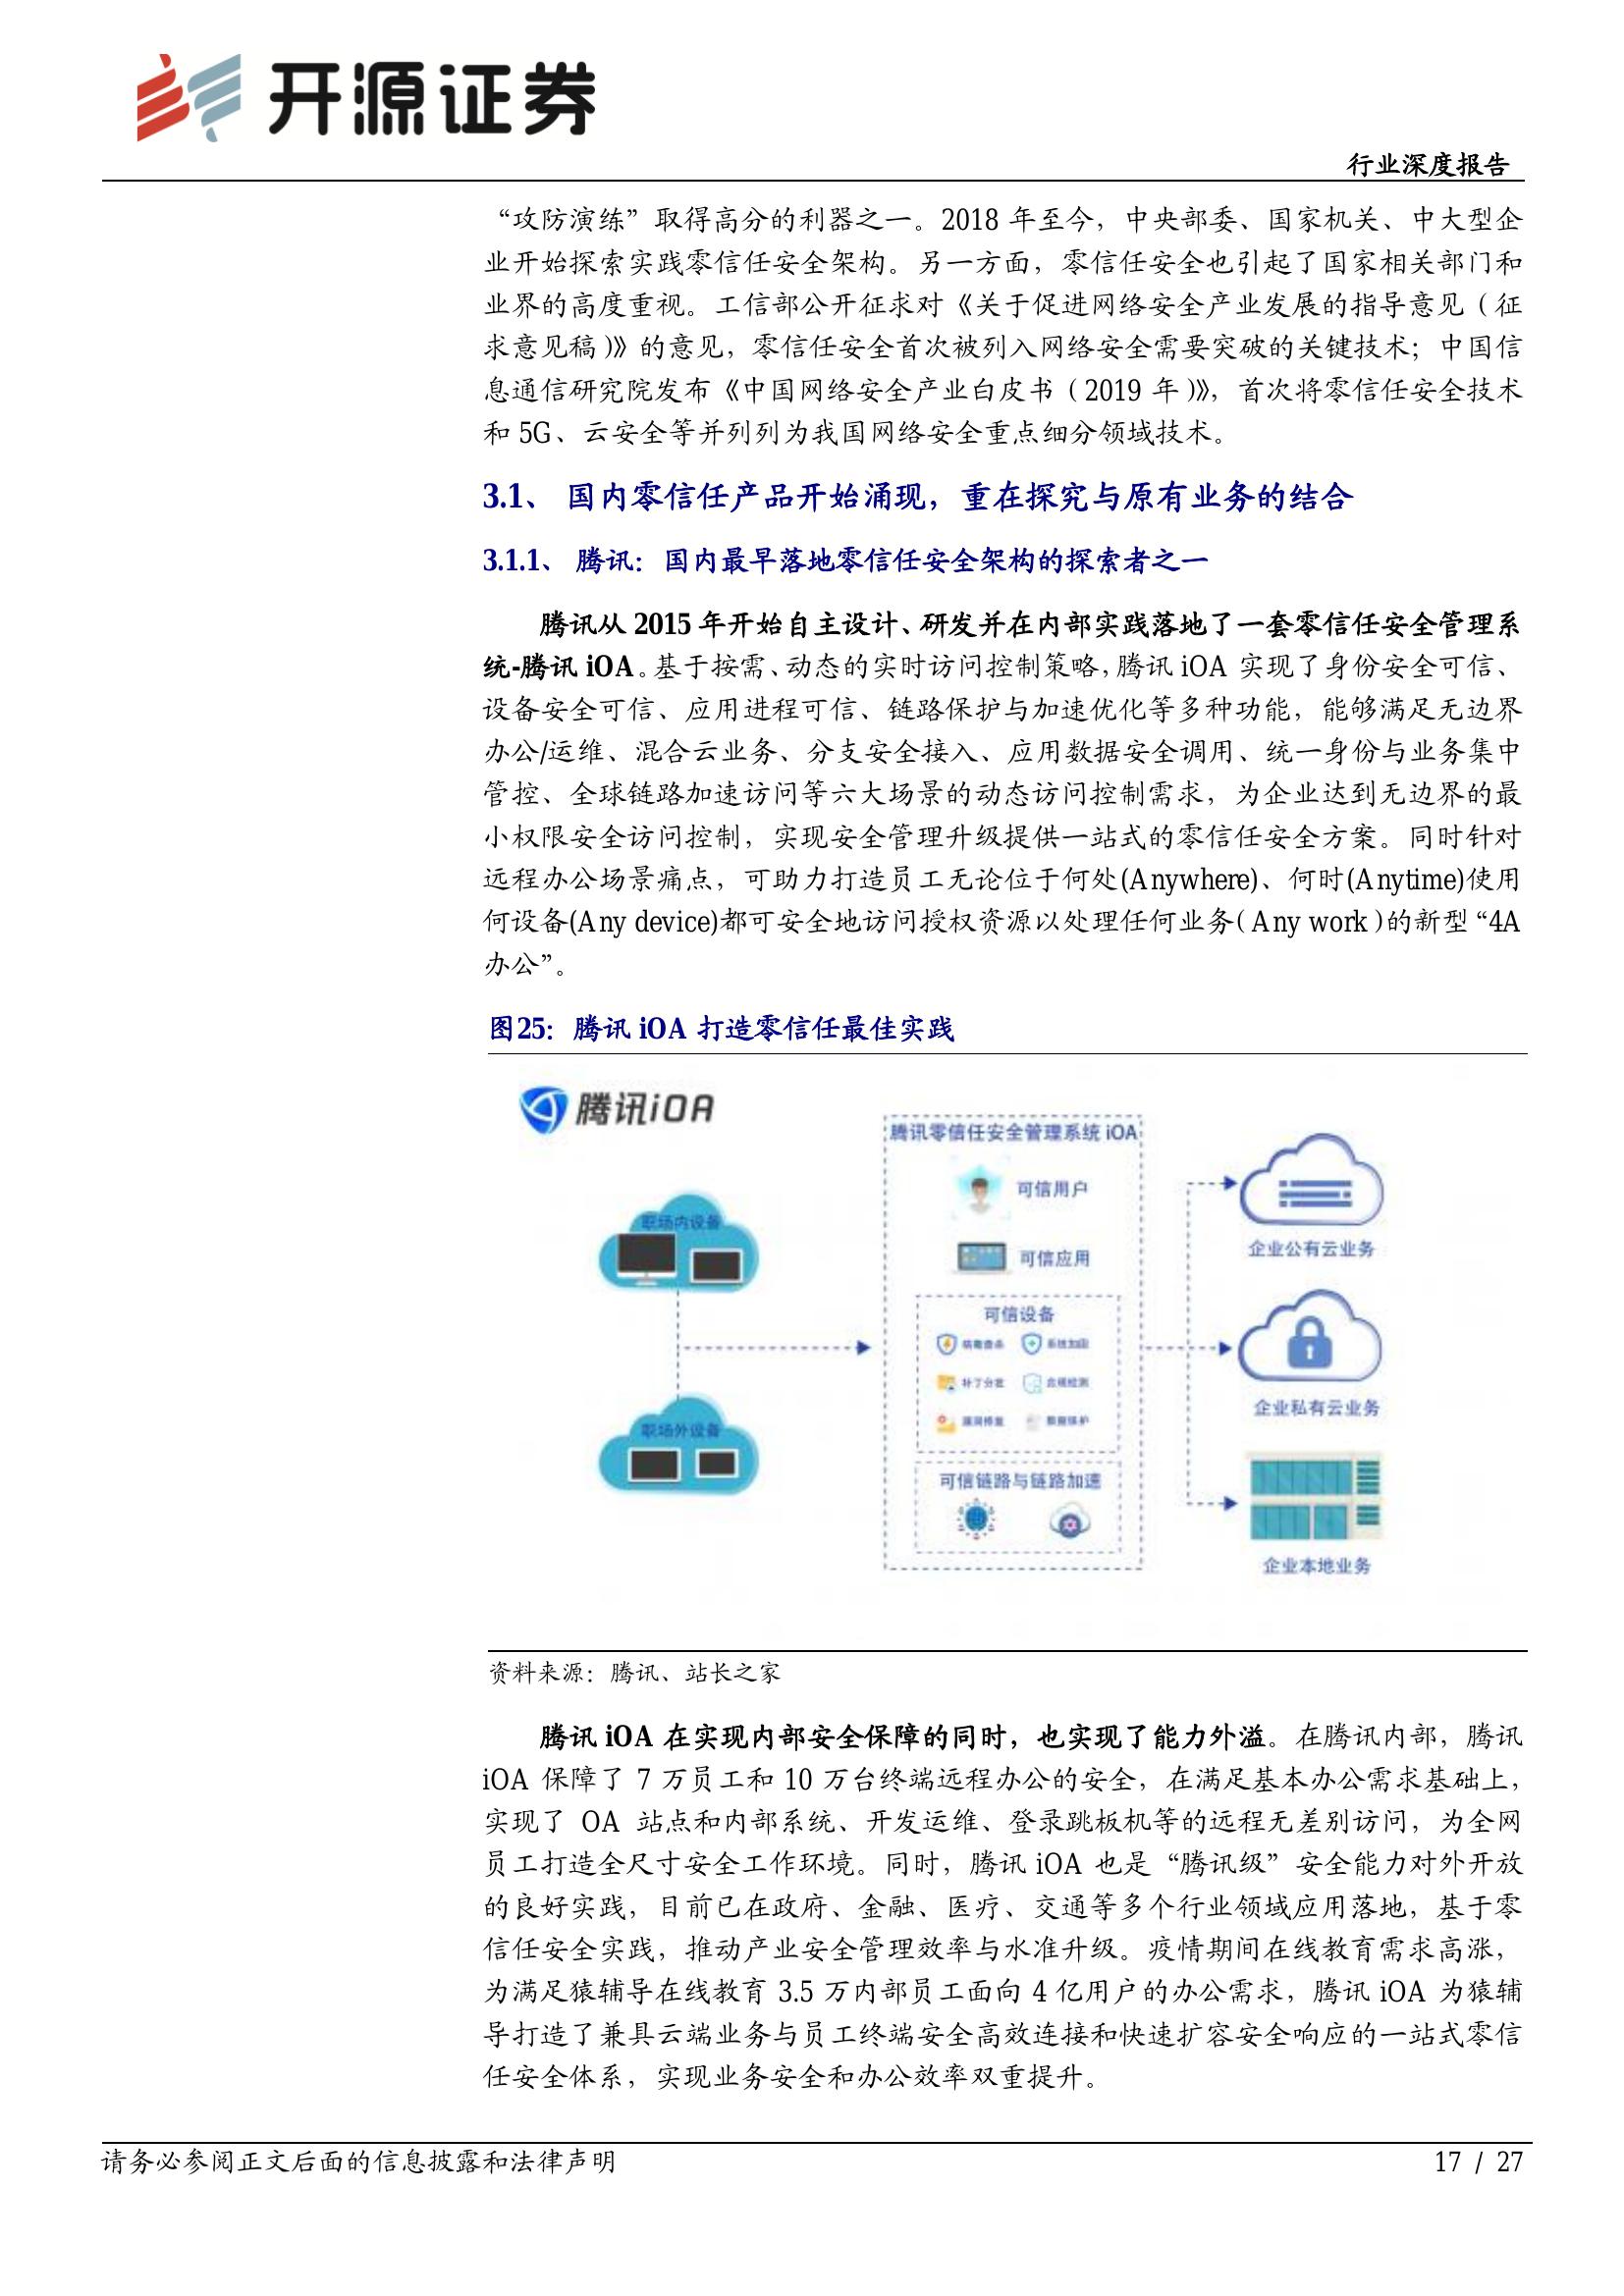 开源证券
行业深度报告
“攻防演练”取得高分的利器之一。2018 年至今，中央部委、国家机关、中大型企
业开始探索实践零信任安全架构。另一方面，零信任安全也引起了国家相关部门和
业界的高度重视。工信部公开征求对《关于促进网络安全产业发展的指导意见（征
求意见稿）》的意见，零信任安全首次被列入网络安全需要突破的关键技术；中国信
息通信研究院发布《中国网络安全产业白皮书（2019 年）》，首次将零信任安全技术
和 5G、云安全等并列列为我国网络安全重点细分领域技术。
3.1、 国内零信任产品开始涌现，重在探究与原有业务的结合
3.1.1、 腾讯：国内最早落地零信任安全架构的探索者之一
腾讯从 2015 年开始自主设计、研发并在内部实践落地了一套零信任安全管理系
统-腾讯 iOA。基于按需、动态的实时访问控制策略，腾讯 iOA 实现了身份安全可信、
设备安全可信、应用进程可信、链路保护与加速优化等多种功能，能够满足无边界
办公/运维、混合云业务、分支安全接入、应用数据安全调用、统一身份与业务集中
管控、全球链路加速访问等六大场景的动态访问控制需求，为企业达到无边界的最
小权限安全访问控制，实现安全管理升级提供一站式的零信任安全方案。同时针对
远程办公场景痛点，可助力打造员工无论位于何处(Anywhere)、何时(Anytime)使用
何设备(Any device)都可安全地访问授权资源以处理任何业务( Any work )的新型 “4A
办公”。
图25： 腾讯 iOA 打造零信任最佳实践
腾讯iOA
腾讯零信任安全管理系统 iOA
可信用户
职场内设备
可信应用
企业公有云业务
可信设备
病毒查杀 系统加固
补丁分发 合规检测
企业私有云业务
漏洞修复 数据保护
职场外设备
可信链路与链路加速
企业本地业务
资料来源：腾讯、站长之家
腾讯 iOA 在实现内部安全保障的同时，也实现了能力外溢。在腾讯内部，腾讯
iOA 保障了 7 万员工和 10 万台终端远程办公的安全，在满足基本办公需求基础上，
实现了 OA 站点和内部系统、开发运维、登录跳板机等的远程无差别访问，为全网
员工打造全尺寸安全工作环境。同时，腾讯 iOA 也是“腾讯级”安全能力对外开放
的良好实践，目前已在政府、金融、医疗、交通等多个行业领域应用落地，基于零
信任安全实践，推动产业安全管理效率与水准升级。疫情期间在线教育需求高涨，
为满足猿辅导在线教育 3.5 万内部员工面向 4 亿用户的办公需求，腾讯 iOA 为猿辅
导打造了兼具云端业务与员工终端安全高效连接和快速扩容安全响应的一站式零信
任安全体系，实现业务安全和办公效率双重提升。
请务必参阅正文后面的信息披露和法律声明
17 / 27